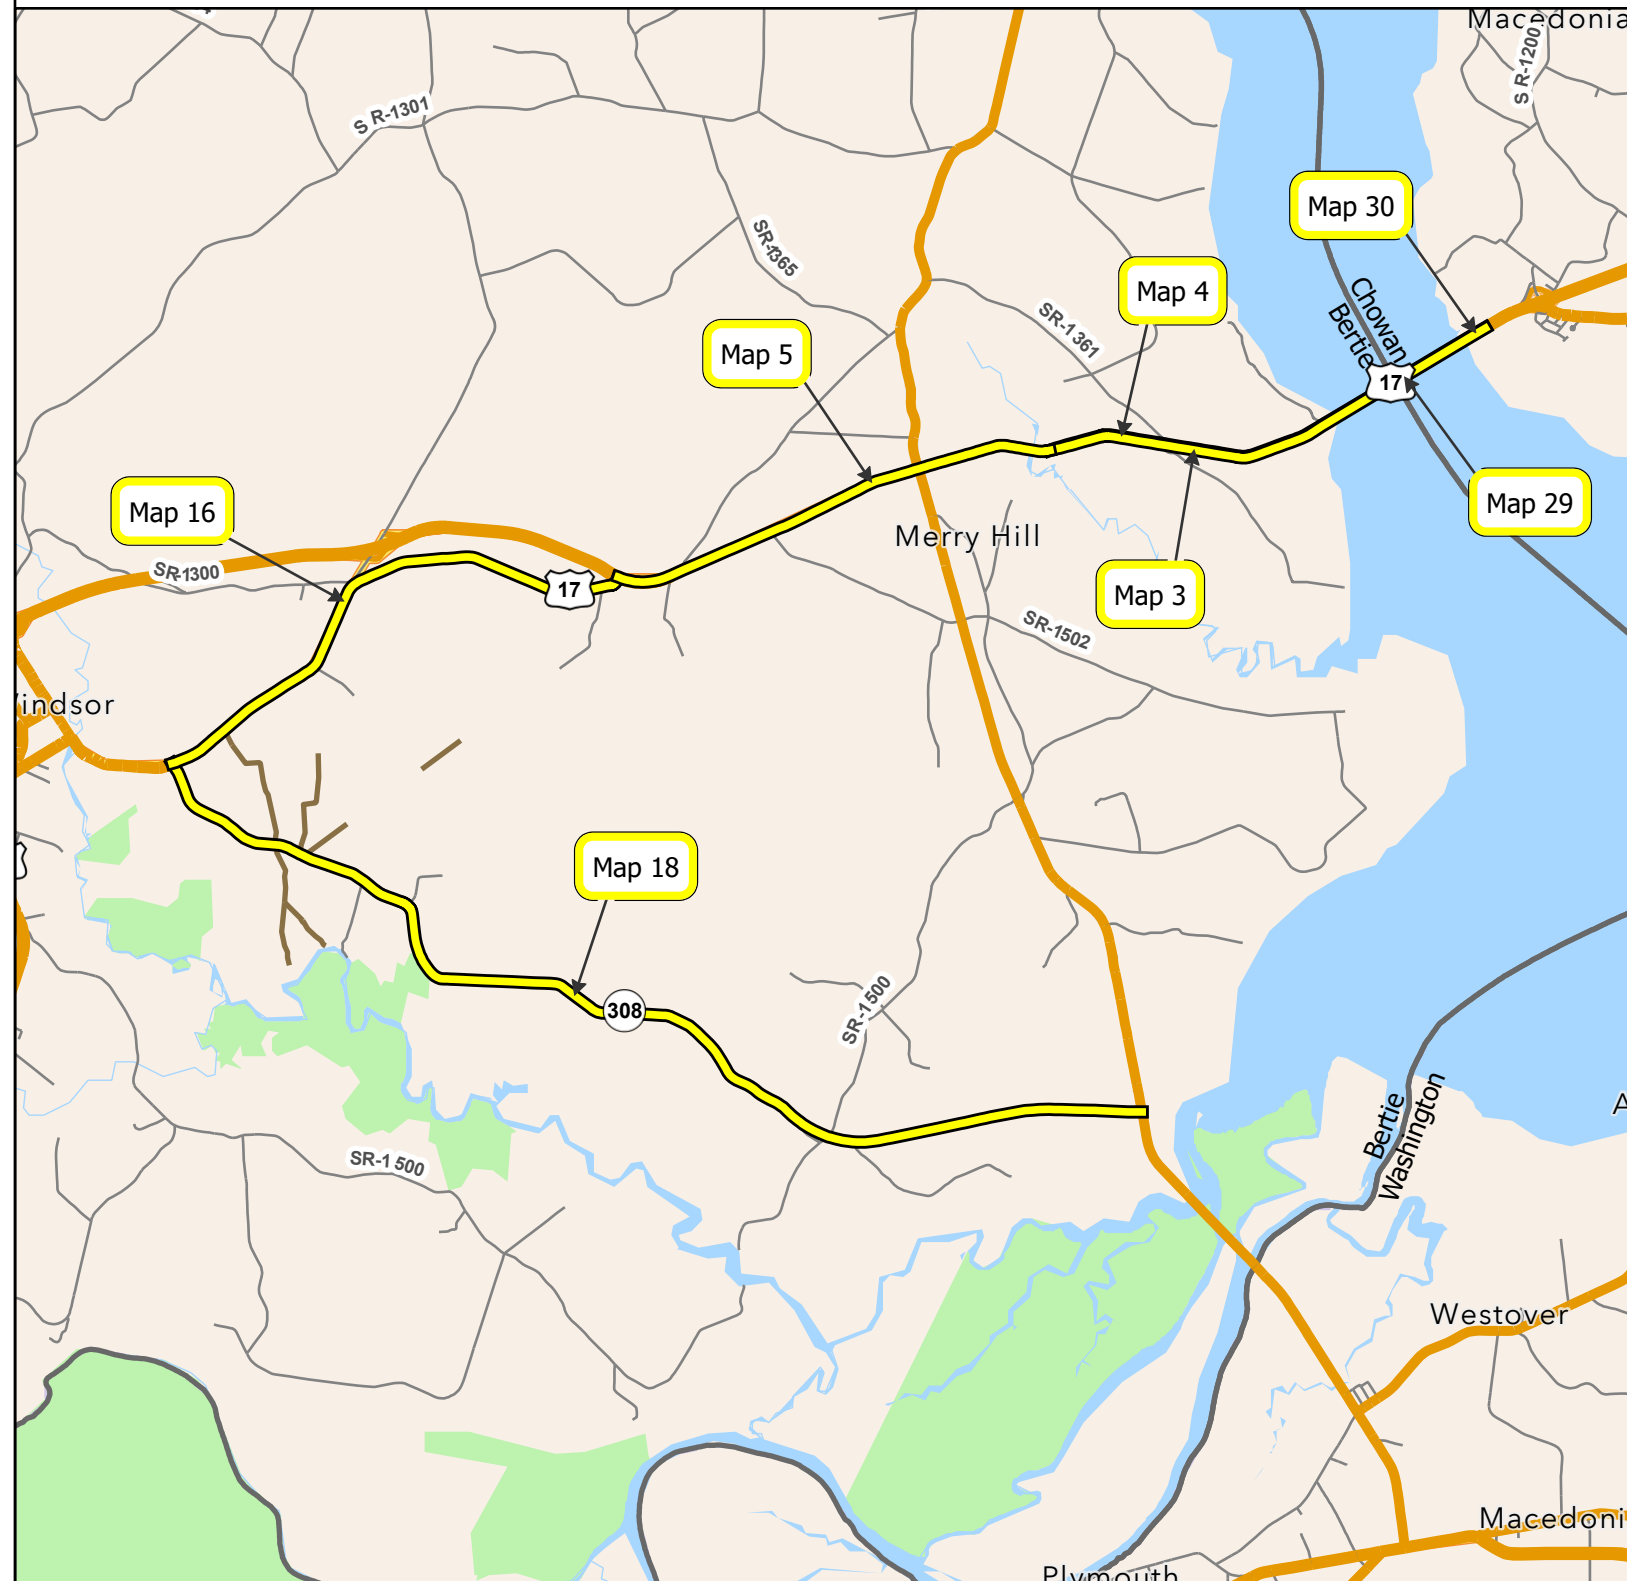 Macedonia
S R-1200
S R-1301
Map 30
SR-1365
Map 4
Chowan
Bertie
SR-1361
Map 5
17
Map 16
Map 29
Merry Hill
SR-1300
17
Map 3
SR-1502
indsor
Map 18
308
SR-1500
Bertie
Washington
A
SR-1500
Westover
Macedoni
Plymouth